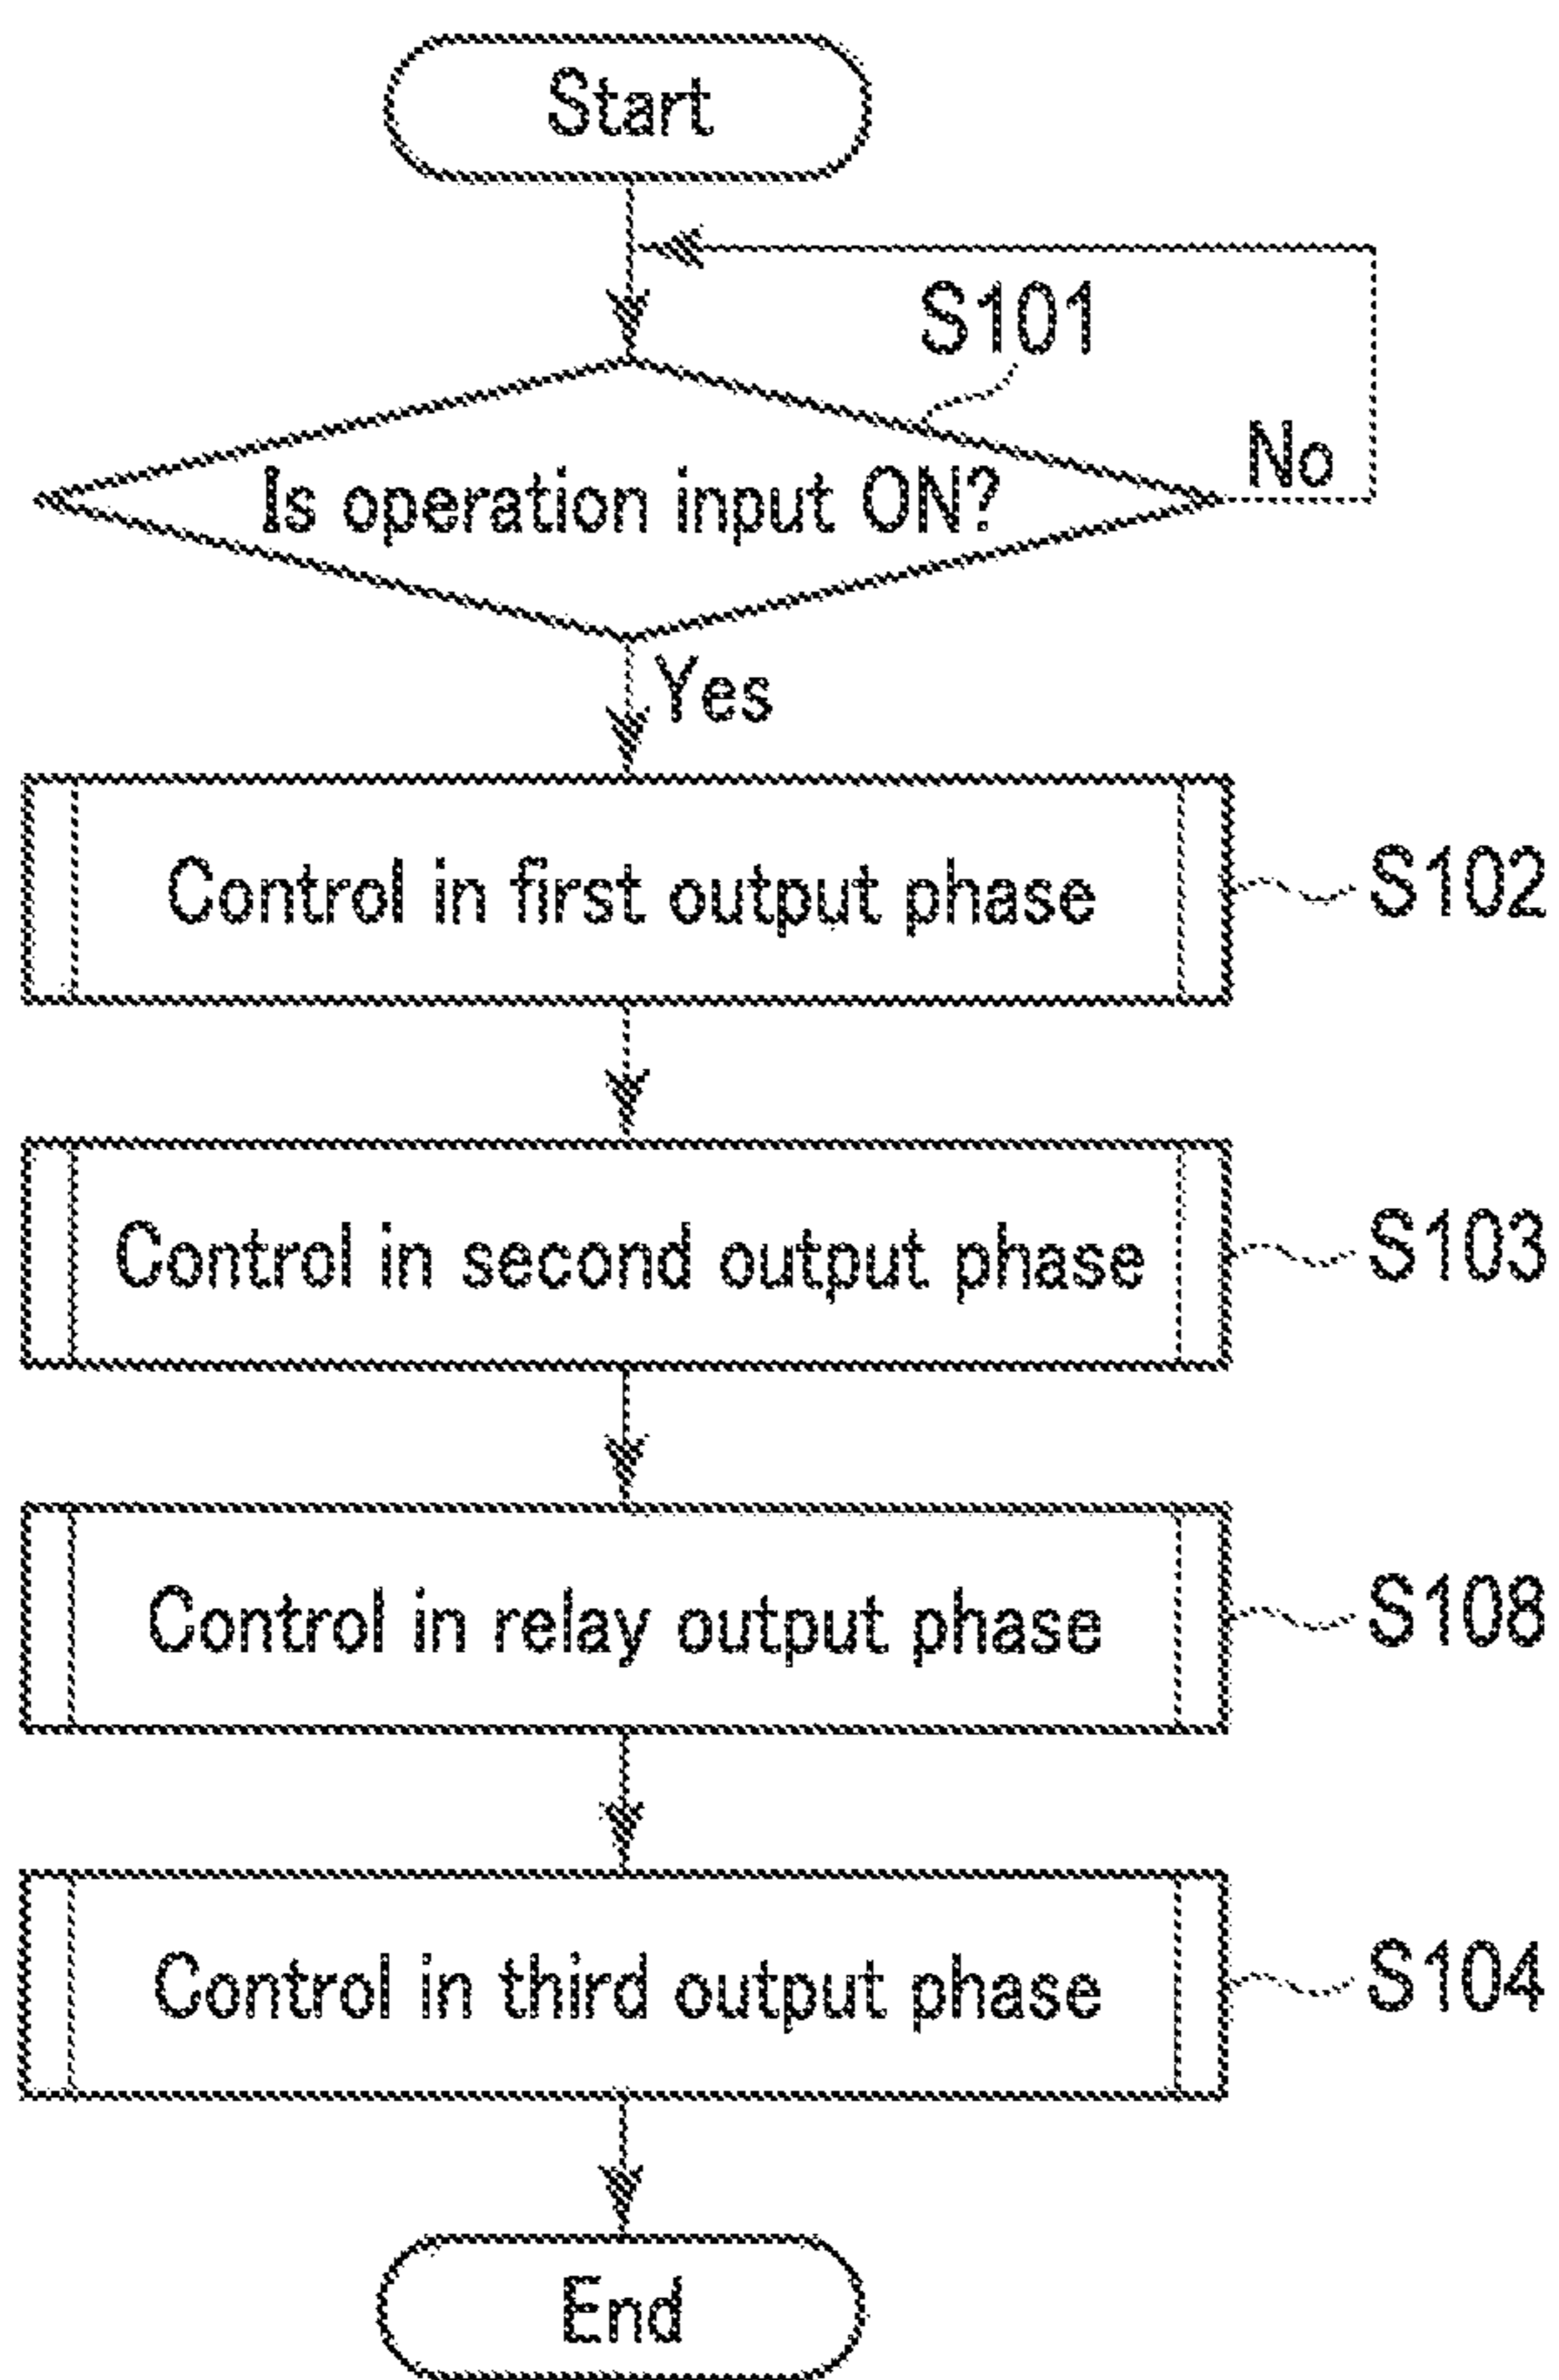 Start
S101
Is operation input ON?
No
Yes
Control in first output phase
S102
Control in second output phase
S103
Control in relay output phase
S108
Control in third output phase
S104
End